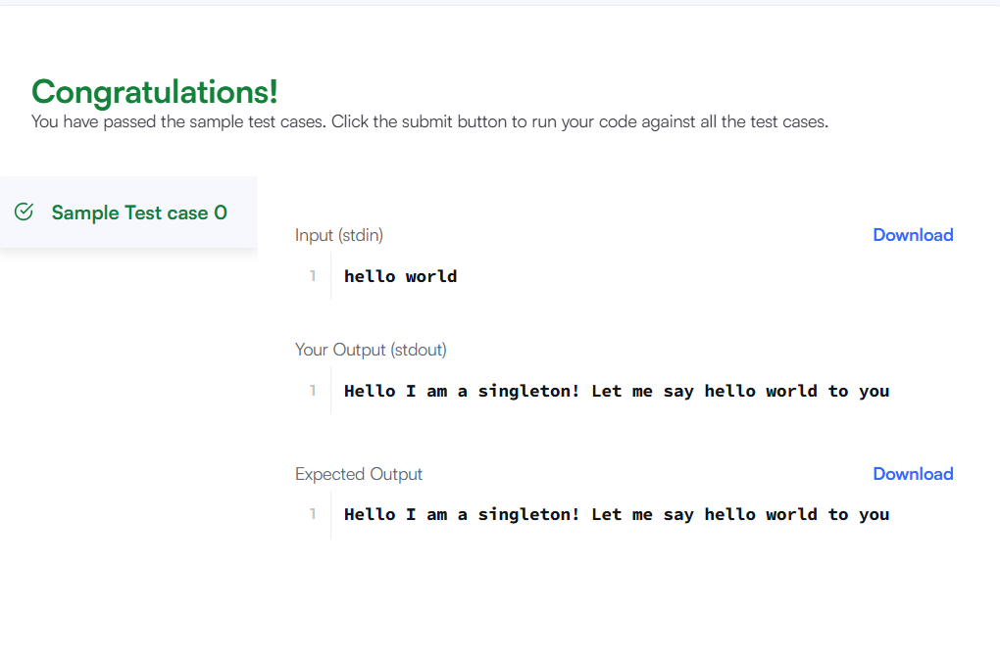 Congratulations!
You have passed the sample test cases. Click the submit button to run your code against all the test cases.
Sample Test case 0
Input (stdin)
Download
1
hello world
Your Output (stdout)
1
Hello I am a singleton! Let me say hello world to you
Expected Output
Download
1
Hello I am a singleton! Let me say hello world to you